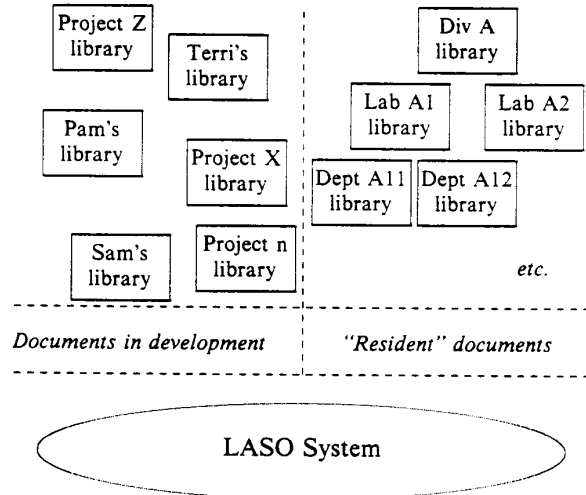 Project Z
library
Terri's
library
Pam's
library
Project X
library
Sam's
library
Project n
library
Div A
library
Lab A1
library
Lab A2
library
Dept A11
library
Dept A12
library
etc.
Documents in development
"Resident" documents
LASO System